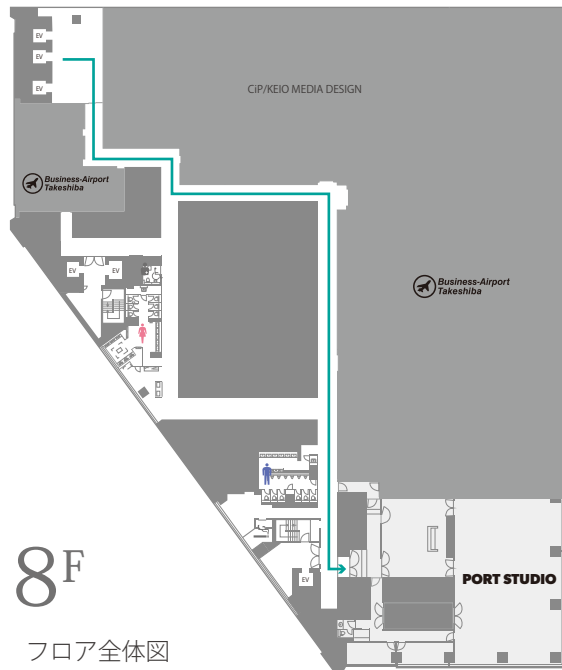 EV
EV
EV
CiP/KEIO MEDIA DESIGN
Business-Airport
Takeshiba
EV
EV
Business-Airport
Takeshiba
EV
PORT STUDIO
8F
フロア全体図